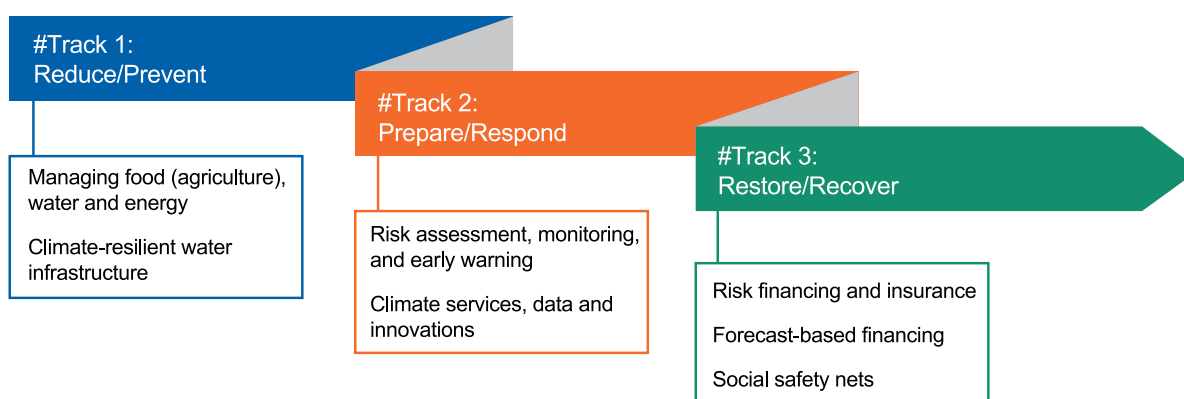 #Track 1:
Reduce/Prevent
Managing food (agriculture),
water and energy
Climate-resilient water
infrastructure
#Track 2:
Prepare/Respond
Risk assessment, monitoring,
and early warning
Climate services, data and
innovations
#Track 3:
Restore/Recover
Risk financing and insurance
Forecast-based financing
Social safety nets